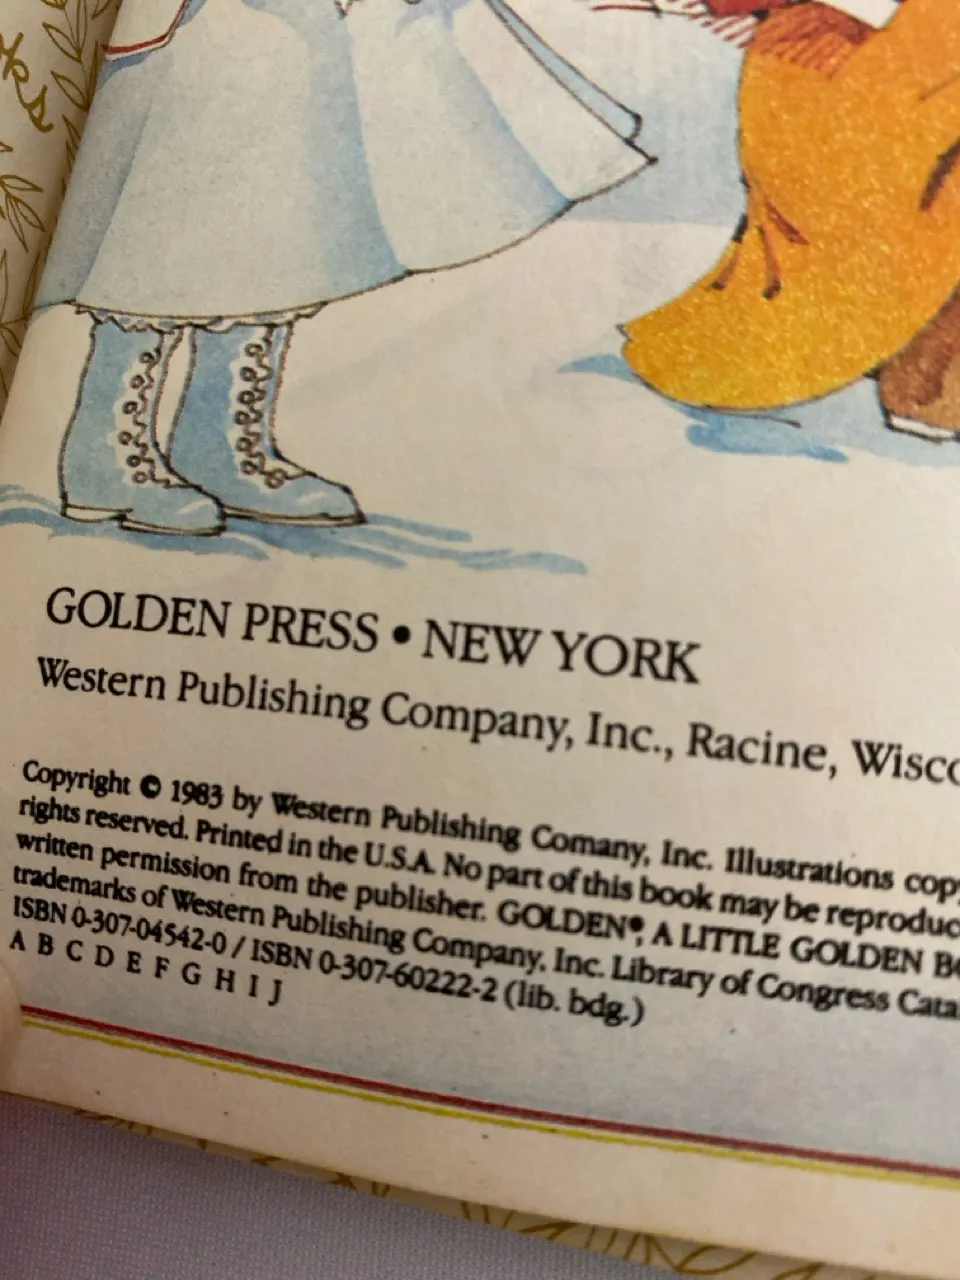 ks
GOLDEN PRESS • NEW YORK
Western Publishing Company, Inc., Racine, Wisco
Copyright © 1983 by Western Publishing Comany, Inc. Illustrations copy
rights reserved. Printed in the U.S.A. No part of this book may be reproduc
written permission from the publisher. GOLDEN®, A LITTLE GOLDEN BO
trademarks of Western Publishing Company, Inc. Library of Congress Cata
ISBN 0-307-04542-0 / ISBN 0-307-60222-2 (lib. bdg.)
A B C D E F G H I J